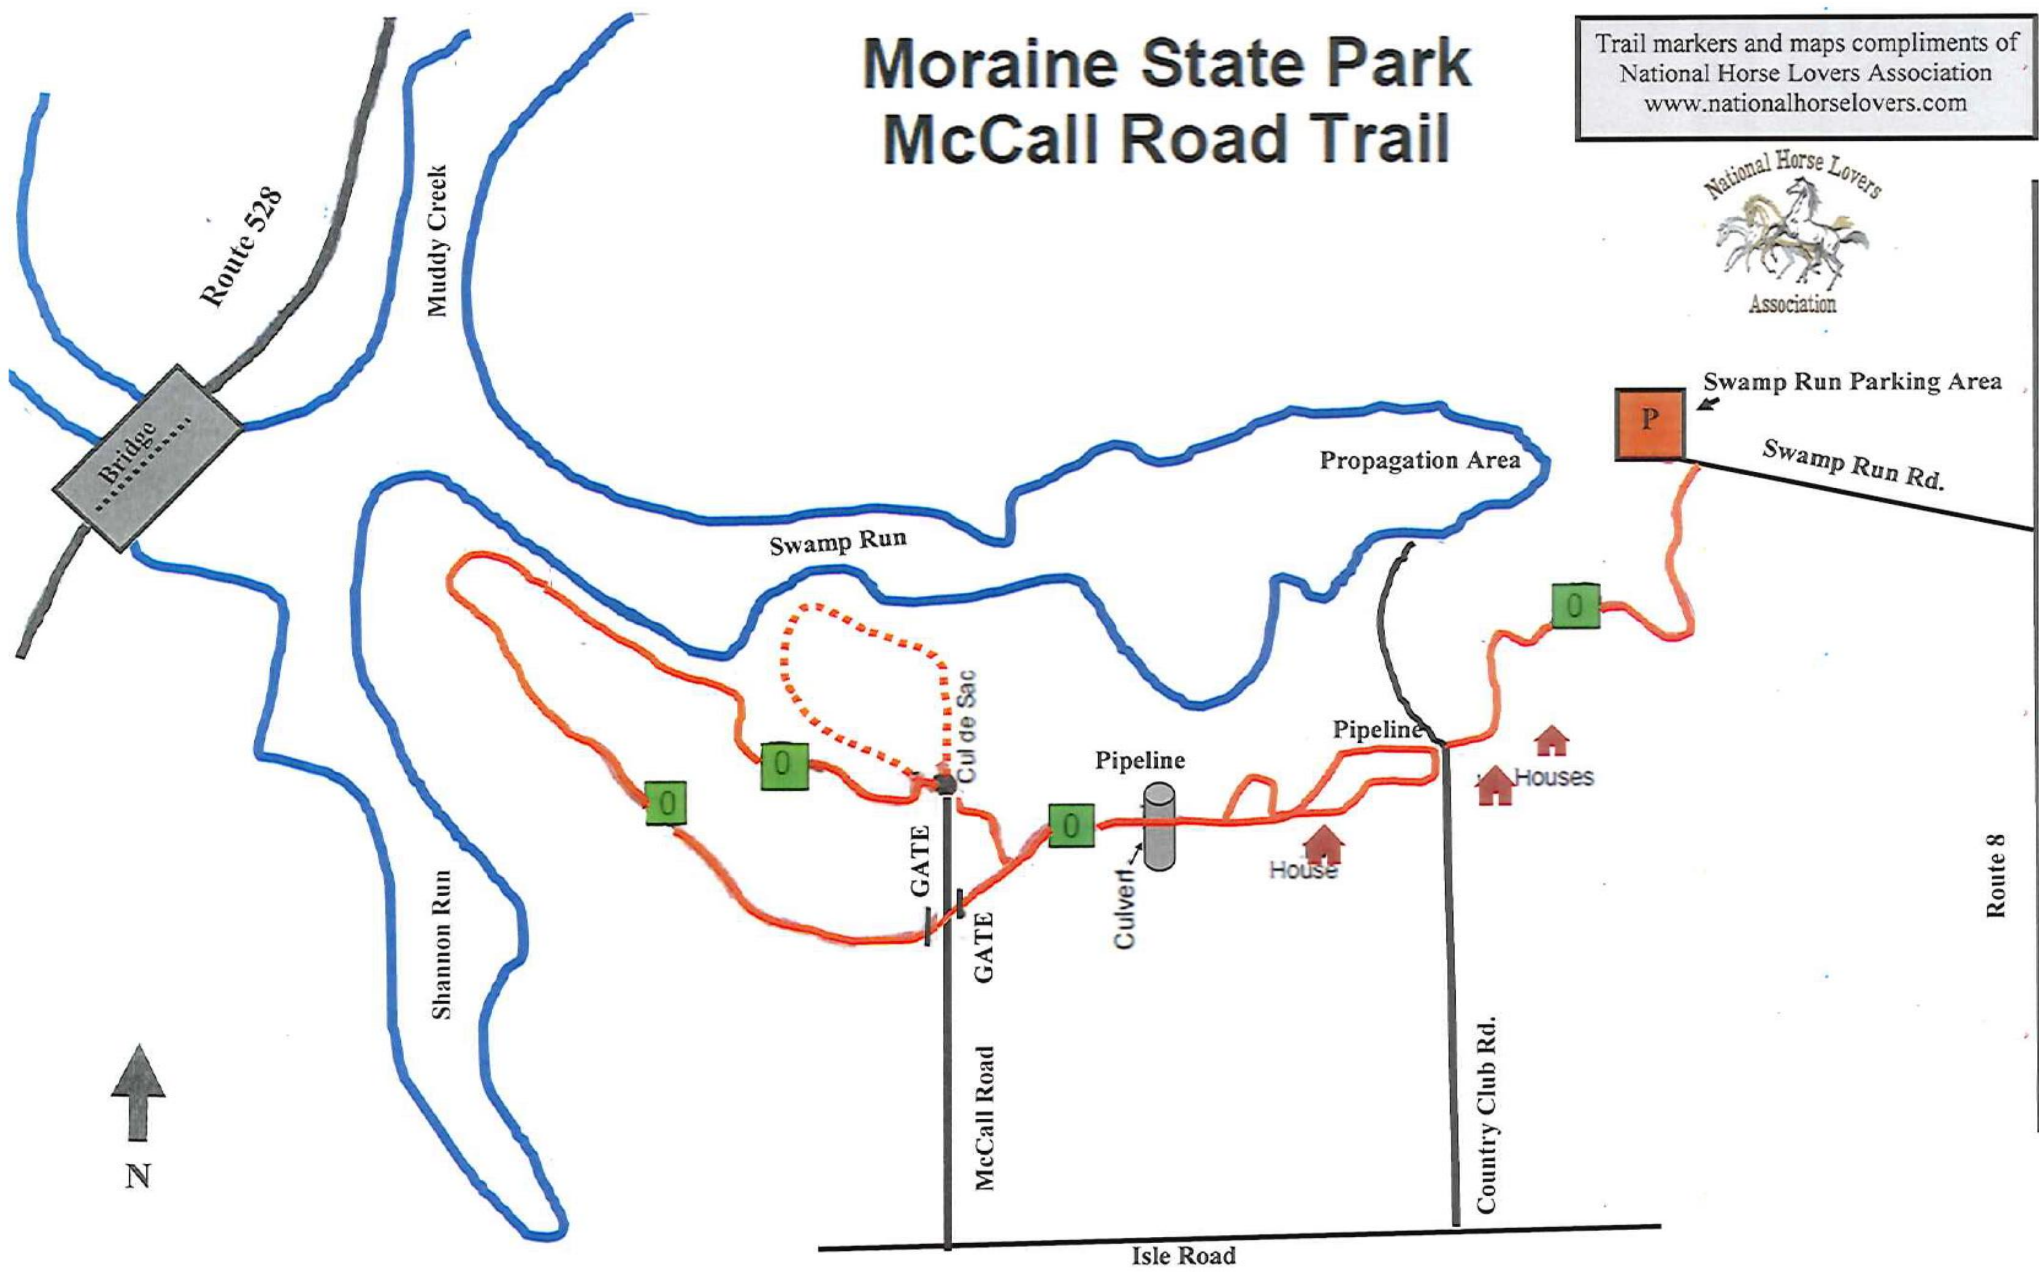 Moraine State Park
McCall Road Trail
Trail markers and maps compliments of
National Horse Lovers Association
www.nationalhorselovers.com
National Horse Lovers
Association
Route 528
Muddy Creek
Bridge
Swamp Run Parking Area
P
Swamp Run Rd.
Propagation Area
Swamp Run
0
Cul de Sac
Pipeline
Pipeline
Houses
0
0
0
GATE
Culvert
House
GATE
Shannon Run
Route 8
McCall Road
Country Club Rd.
N
Isle Road